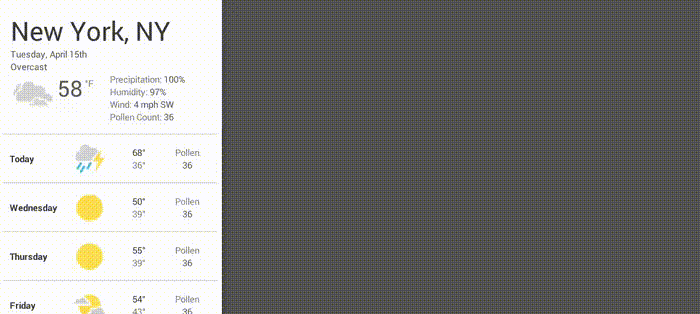 New York, NY
Tuesday, April 15th
Overcast
58 °F
Precipitation: 100%
Humidity: 97%
Wind: 4 mph SW
Pollen Count: 36
Today 68° Pollen
36° 36
Wednesday 50° Pollen
39° 36
Thursday 55° Pollen
39° 36
Friday 54° Pollen
43° 36